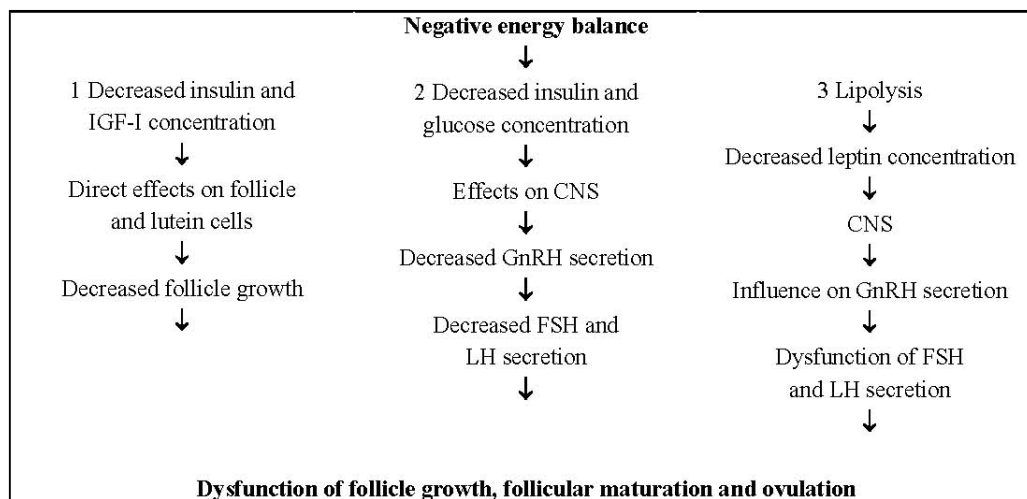 Negative energy balance
↓
1 Decreased insulin and
IGF-I concentration
↓
Direct effects on follicle
and lutein cells
↓
Decreased follicle growth
↓
2 Decreased insulin and
glucose concentration
↓
Effects on CNS
↓
Decreased GnRH secretion
↓
Decreased FSH and
LH secretion
↓
3 Lipolysis
↓
Decreased leptin concentration
↓
CNS
↓
Influence on GnRH secretion
↓
Dysfunction of FSH
and LH secretion
↓
Dysfunction of follicle growth, follicular maturation and ovulation